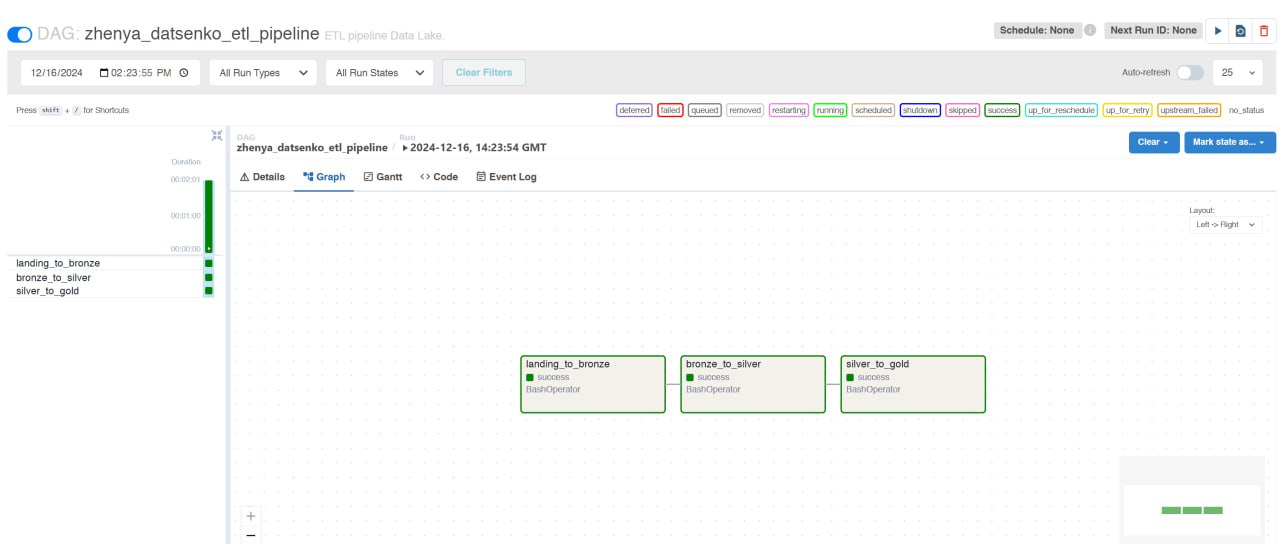 DAG: zhenya_datsenko_etl_pipeline ETL pipeline Data Lake.
Schedule: None Next Run ID: None
12/16/2024 02:23:55 PM All Run Types All Run States Clear Filters Auto-refresh 25
Press shift + / for Shortcuts
deferred failed queued removed restarting running scheduled shutdown skipped success up_for_reschedule up_for_retry upstream_failed no_status
DAG Run
zhenya_datsenko_etl_pipeline / 2024-12-16, 14:23:54 GMT
Clear Mark state as...
Details Graph Gantt Code Event Log
Duration
00:02:01
00:01:00
00:00:00
landing_to_bronze
bronze_to_silver
silver_to_gold
Layout:
Left -> Right
landing_to_bronze
success
BashOperator
bronze_to_silver
success
BashOperator
silver_to_gold
success
BashOperator